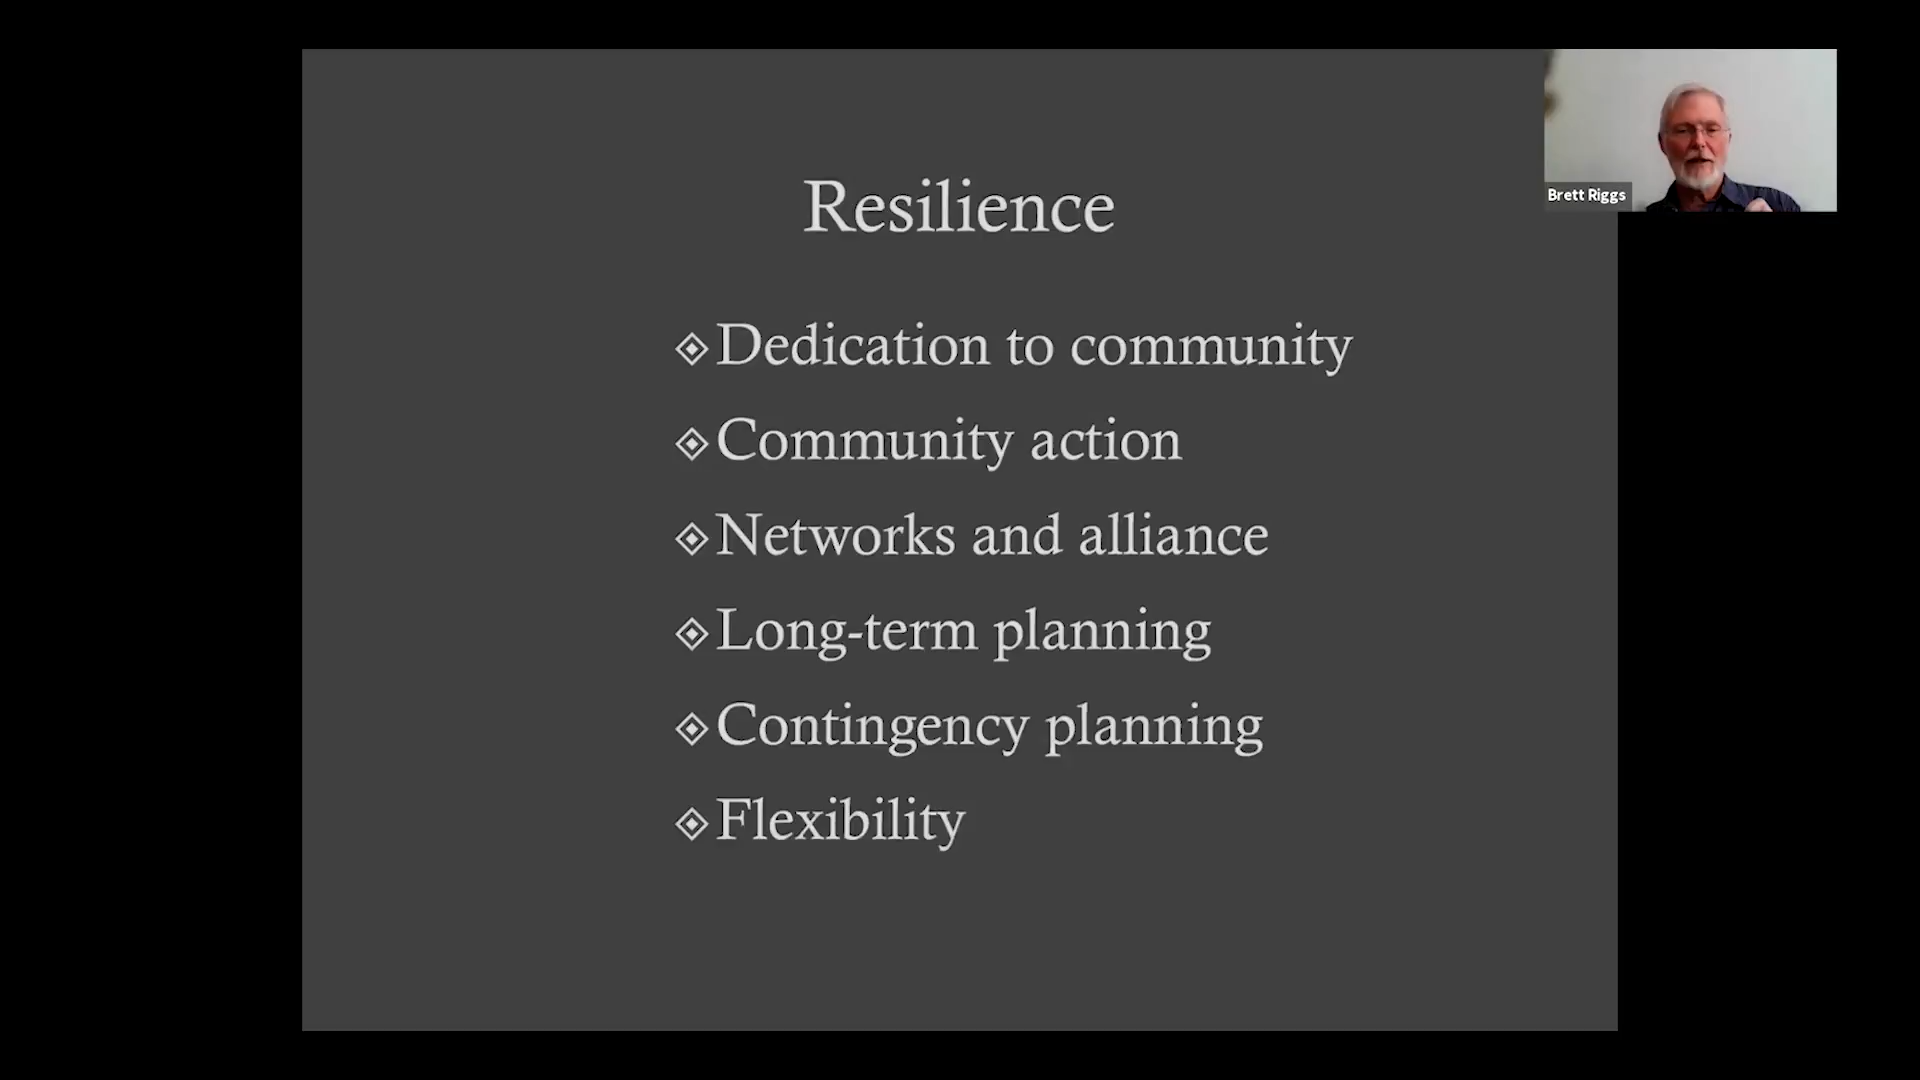 Resilience
Dedication to community
Community action
Networks and alliance
Long-term planning
Contingency planning
Flexibility
Brett Riggs